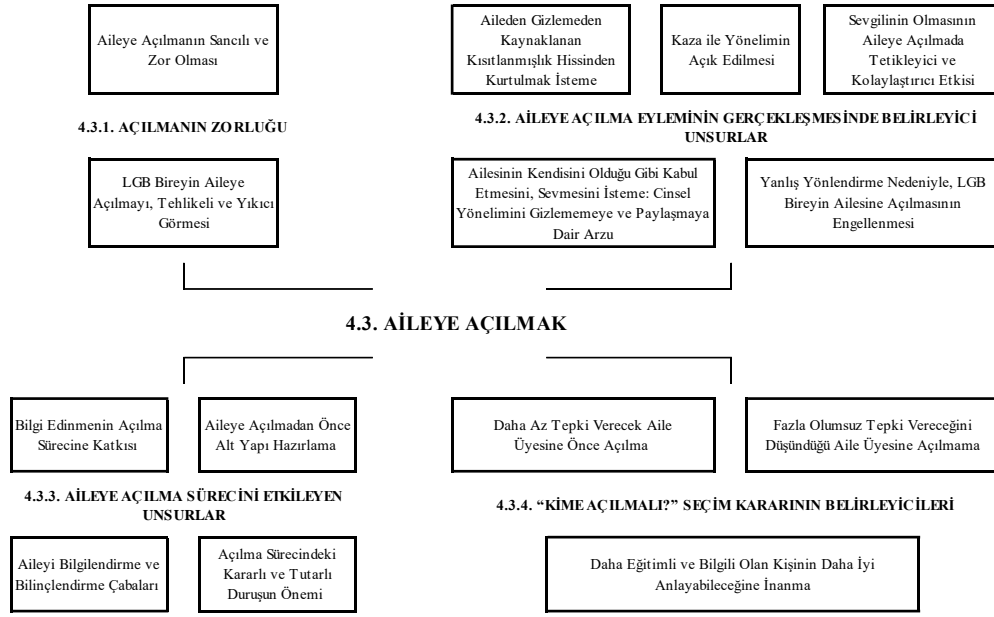 Aileye Açılmanın Sancılı ve
Zor Olması
Aileden Gizlemeden
Kaynaklanan
Kısıtlanmışlık Hissinden
Kurtulmak İsteme
Kaza ile Yönelimin
Açık Edilmesi
Sevgilinin Olmasının
Aileye Açılmada
Tetikleyici ve
Kolaylaştırıcı Etkisi
4.3.1. AÇILMANIN ZORLUĞU
4.3.2. AİLEYE AÇILMA EYLEMİNİN GERÇEKLEŞMESİNDE BELİRLEYİCİ
UNSURLAR
LGB Bireyin Aileye
Açılmayı, Tehlikeli ve Yıkıcı
Görmesi
Ailesinin Kendisini Olduğu Gibi Kabul
Etmesini, Sevmesini İsteme: Cinsel
Yönelimini Gizlememeye ve Paylaşmaya
Dair Arzu
Yanlış Yönlendirme Nedeniyle, LGB
Bireyin Ailesine Açılmasının
Engellenmesi
4.3. AİLEYE AÇILMAK
Bilgi Edinmenin Açılma
Sürecine Katkısı
Aileye Açılmadan Önce
Alt Yapı Hazırlama
Daha Az Tepki Verecek Aile
Üyesine Önce Açılma
Fazla Olumsuz Tepki Vereceğini
Düşündüğü Aile Üyesine Açılmama
4.3.3. AİLEYE AÇILMA SÜRECİNİ ETKİLEYEN
UNSURLAR
4.3.4. “KİME AÇILMALI?” SEÇİM KARARININ BELİRLEYİCİLERİ
Aileyi Bilgilendirme ve
Bilinçlendirme Çabaları
Açılma Sürecindeki
Kararlı ve Tutarlı
Duruşun Önemi
Daha Eğitimli ve Bilgili Olan Kişinin Daha İyi
Anlayabileceğine İnanma